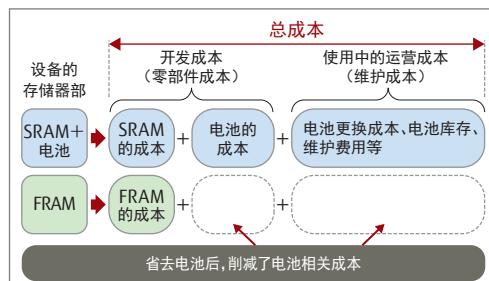 总成本
设备的
存储器部
开发成本
（零部件成本）
使用中的运营成本
（维护成本）
SRAM＋
电池
SRAM
的成本
+
电池的
成本
+
电池更换成本、电池库存、
维护费用等
FRAM
FRAM
的成本
+
+
省去电池后，削减了电池相关成本